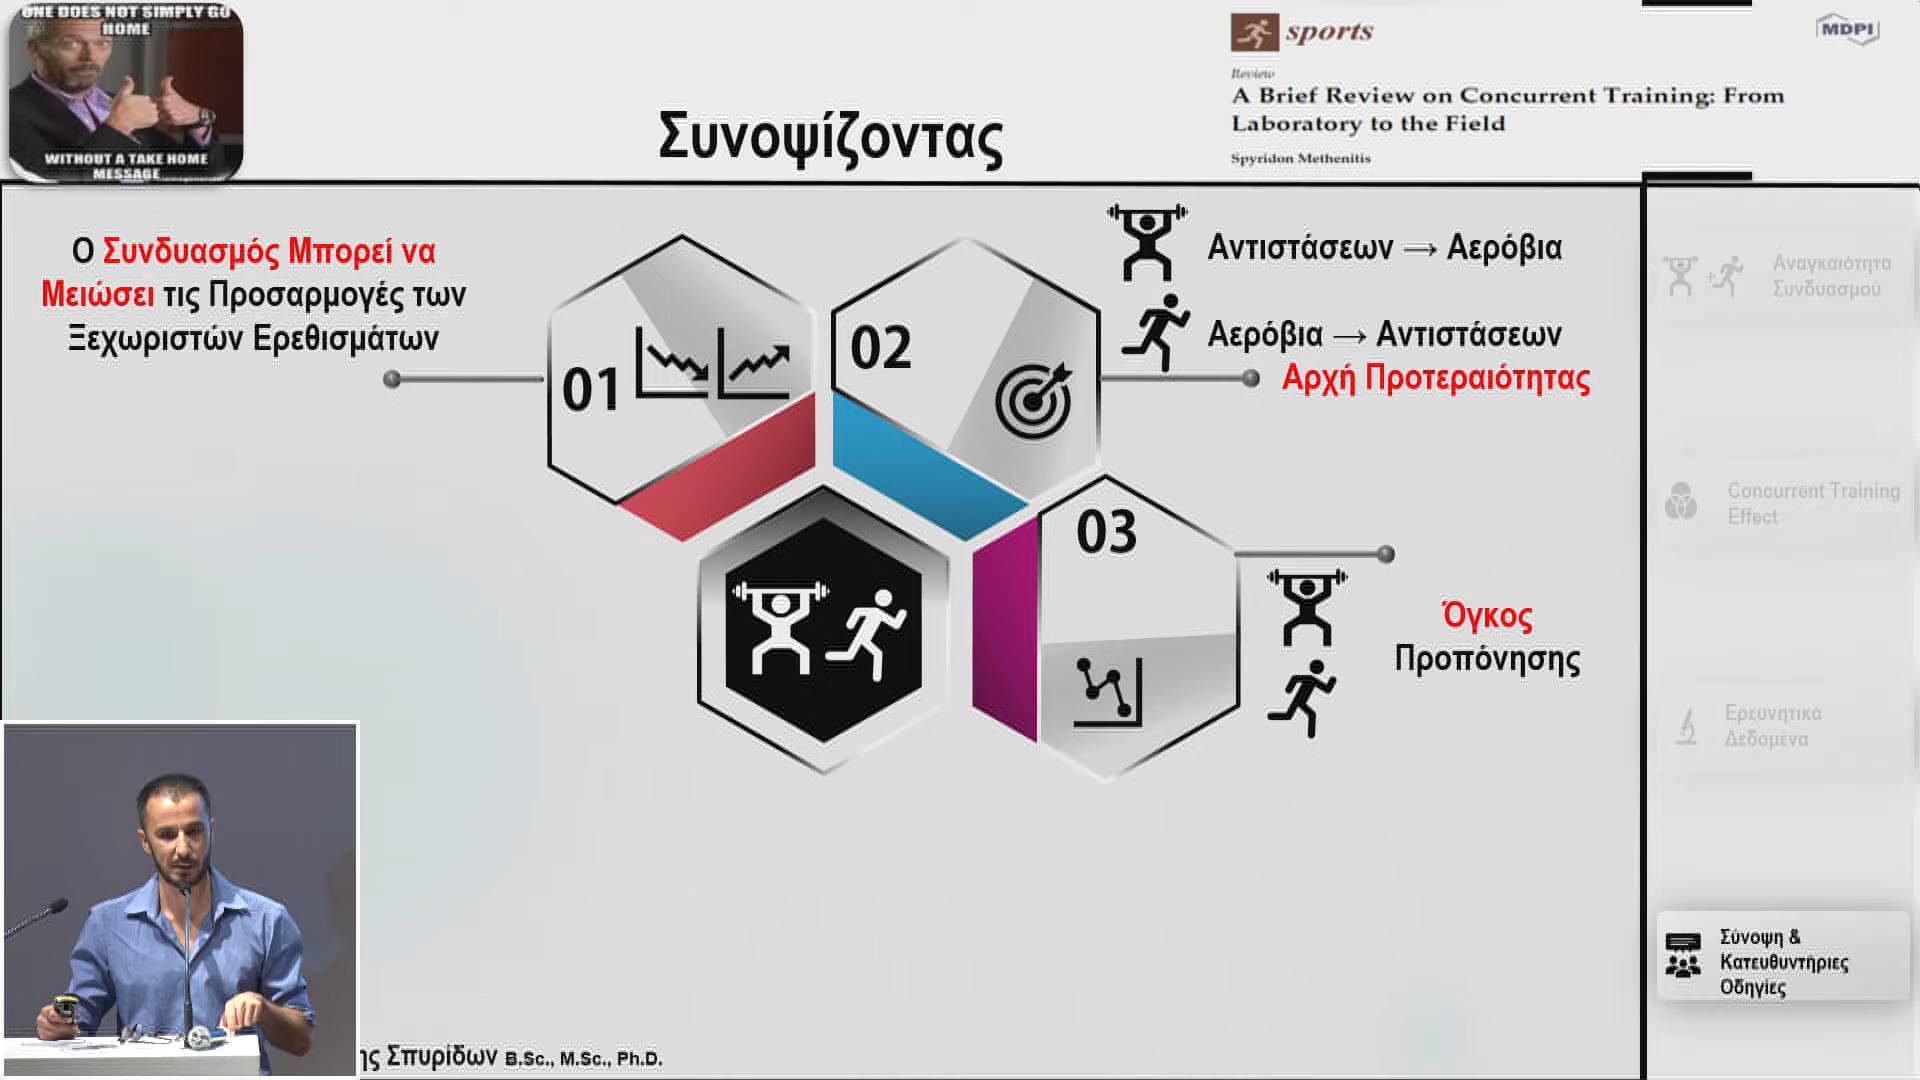 ONE DOES NOT SIMPLY GO
HOME
WITHOUT A TAKE HOME
MESSAGE
Συνοψίζοντας
sports
MDPI
Review
A Brief Review on Concurrent Training: From
Laboratory to the Field
Spyridon Methenitis
Ο Συνδυασμός Μπορεί να
Μειώσει τις Προσαρμογές των
Ξεχωριστών Ερεθισμάτων
01
02
Αντιστάσεων → Αερόβια
Αερόβια → Αντιστάσεων
Αρχή Προτεραιότητας
03
Όγκος
Προπόνησης
Αναγκαιότητα
Συνδυασμού
Concurrent Training
Effect
Ερευνητικά
Δεδομένα
Σύνοψη &
Κατευθυντήριες
Οδηγίες
ης Σπυρίδων B.Sc., M.Sc., Ph.D.